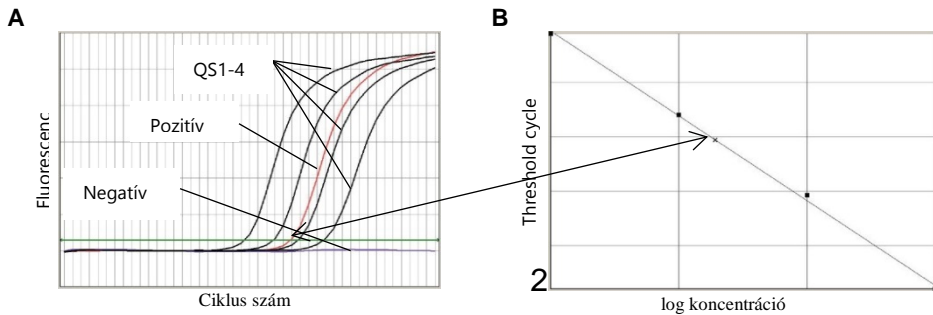 A
B
QS1-4
Pozitív
Negatív
Fluorescenc
Ciklus szám
Threshold cycle
2
log koncentráció